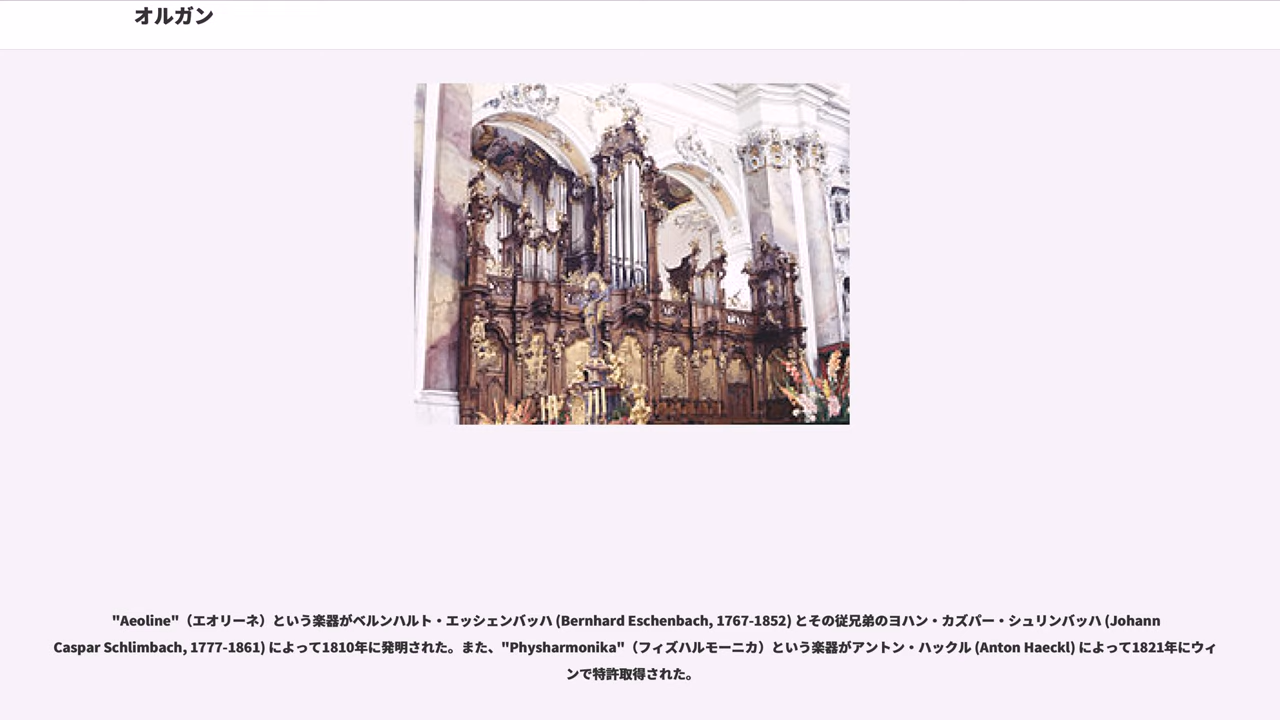 オルガン
"Aeoline"（エオリーネ）という楽器がベルンハルト・エッシェンバッハ (Bernhard Eschenbach, 1767-1852) とその従兄弟のヨハン・カズパー・シュリンバッハ (Johann
Caspar Schlimbach, 1777-1861) によって1810年に発明された。また、"Physharmonika"（フィズハルモーニカ）という楽器がアントン・ハックル (Anton Haeckl) によって1821年にウィ
ンで特許取得された。